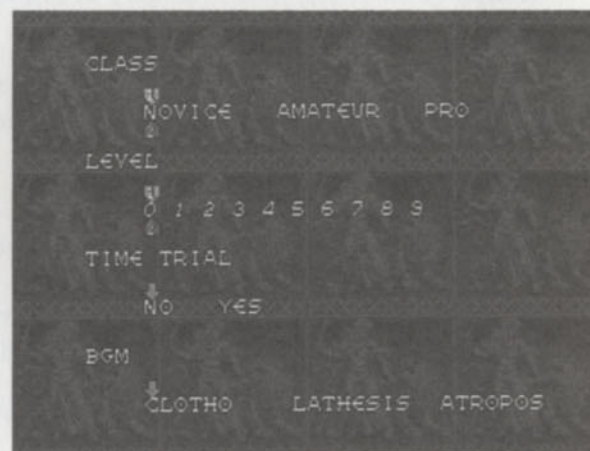 CLASS
NOVICE AMATEUR PRO
LEVEL
0 1 2 3 4 5 6 7 8 9
TIME TRIAL
NO YES
BGM
CLOTHO LATHESIS ATROPOS